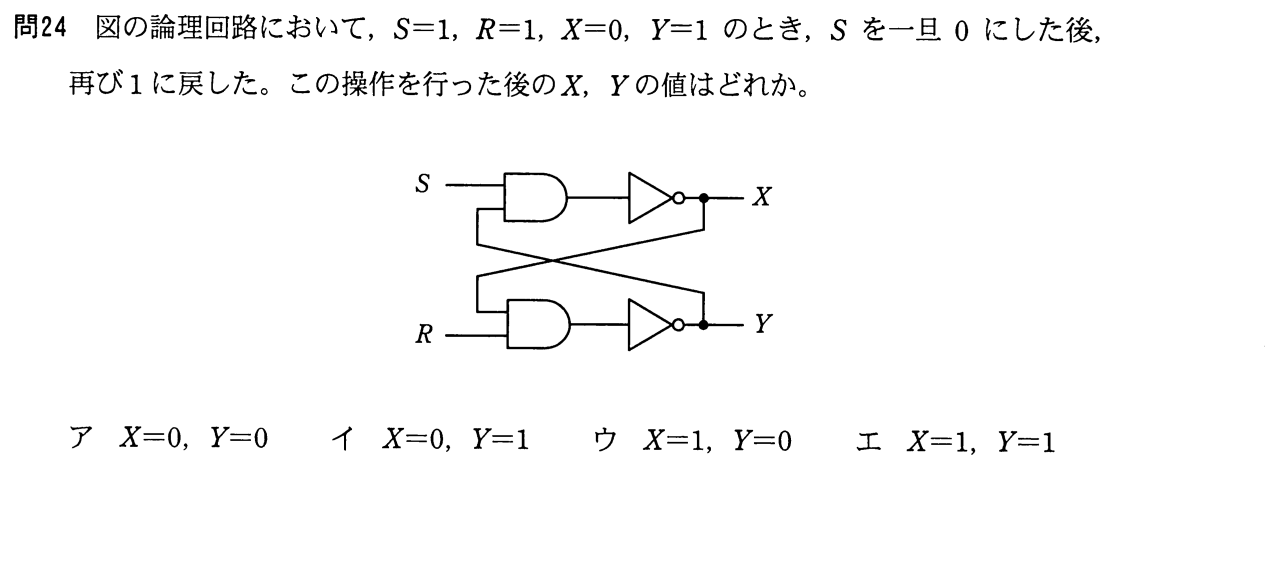 問24 図の論理回路において，S=1，R=1，X=0，Y=1 のとき，S を一旦 0 にした後，
再び1に戻した。この操作を行った後のX，Yの値はどれか。
S
X
R
Y
ア X=0，Y=0 イ X=0，Y=1 ウ X=1，Y=0 エ X=1，Y=1